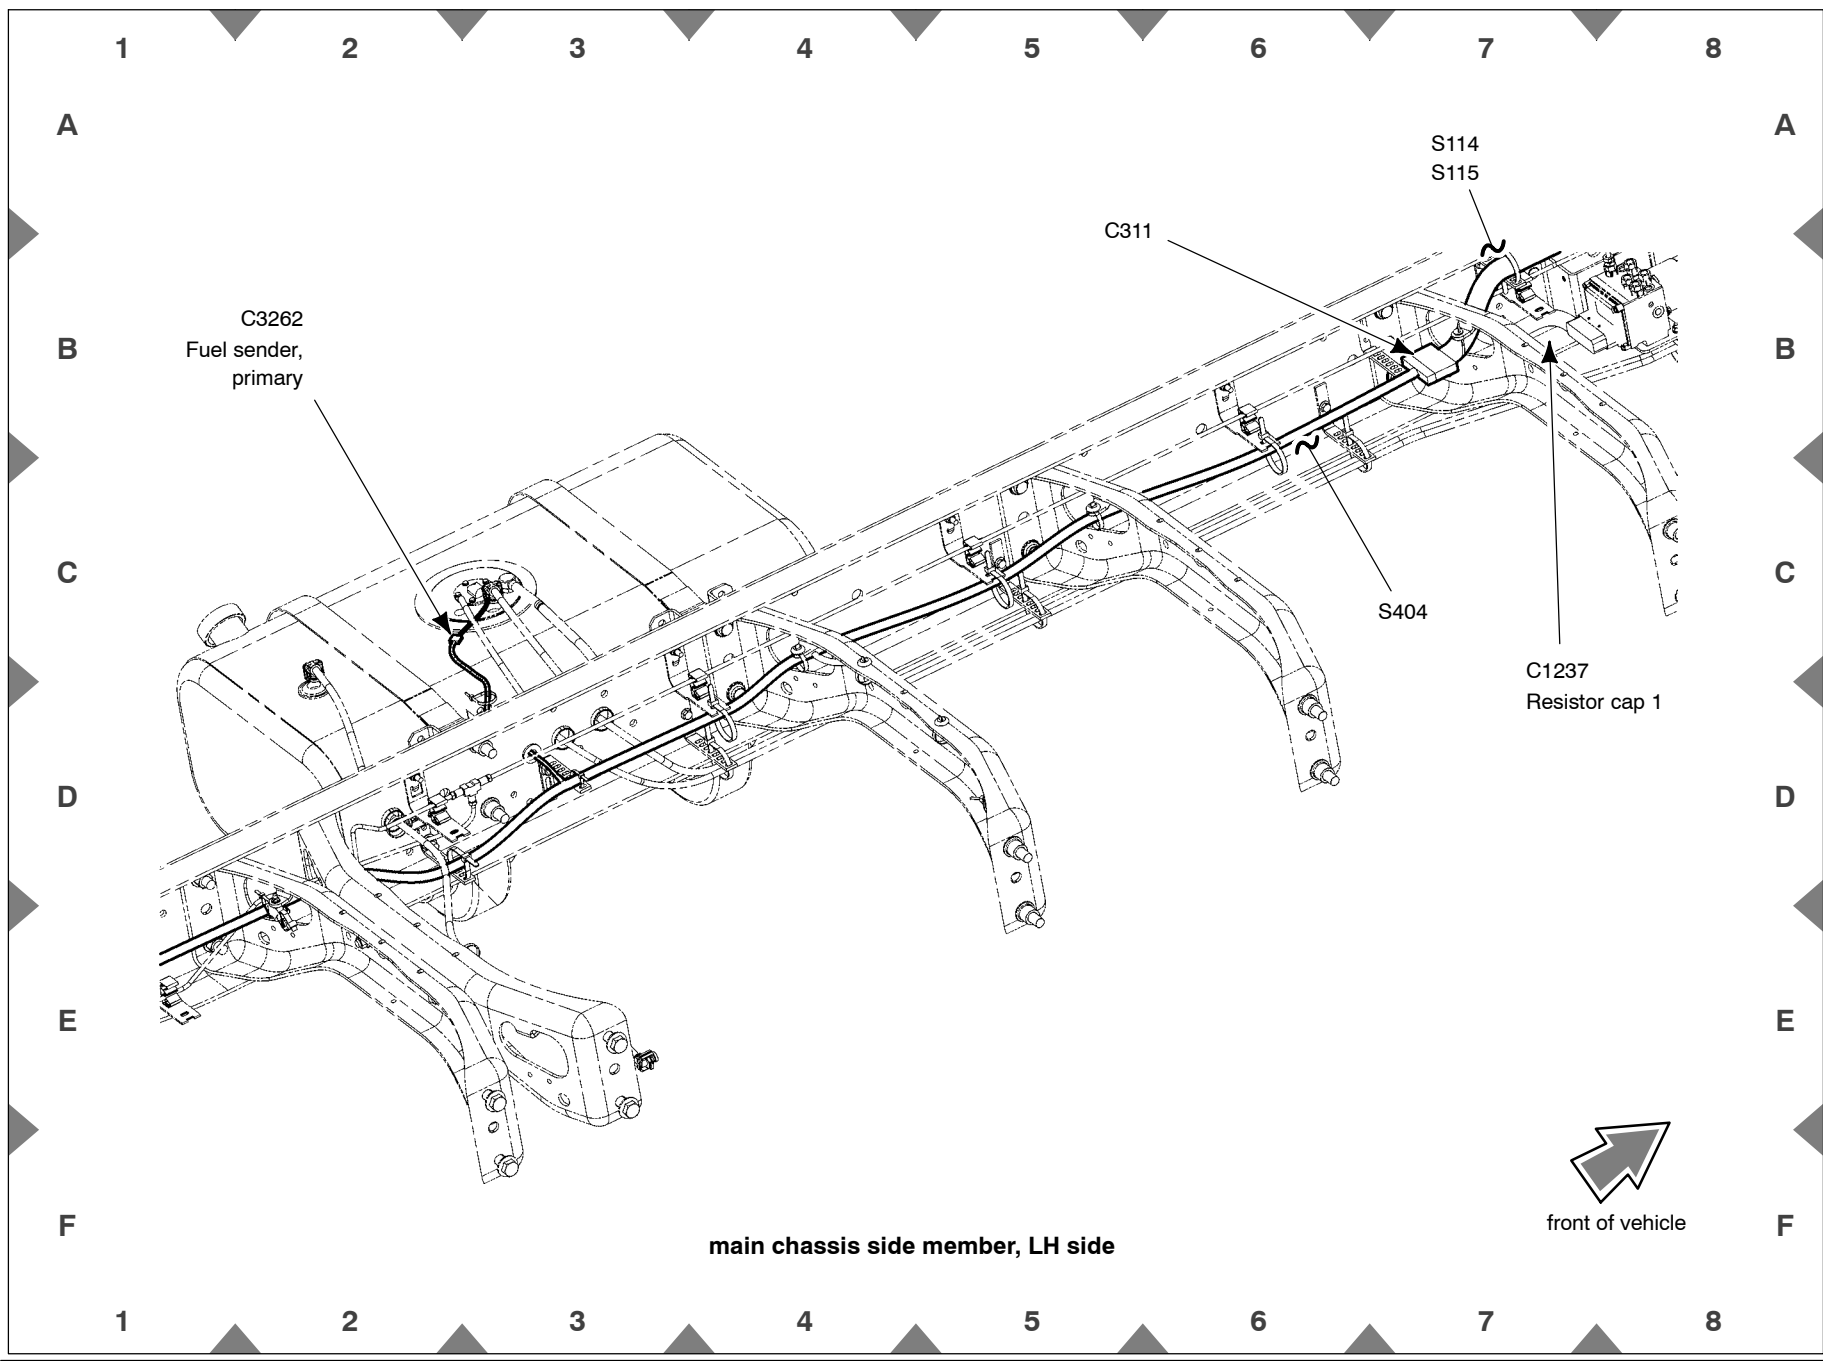 1 2 3 4 5 6 7 8
A A
S114
S115
C311
C3262
Fuel sender,
primary
B B
C C
S404
C1237
Resistor cap 1
D D
E E
front of vehicle
F F
main chassis side member, LH side
1 2 3 4 5 6 7 8